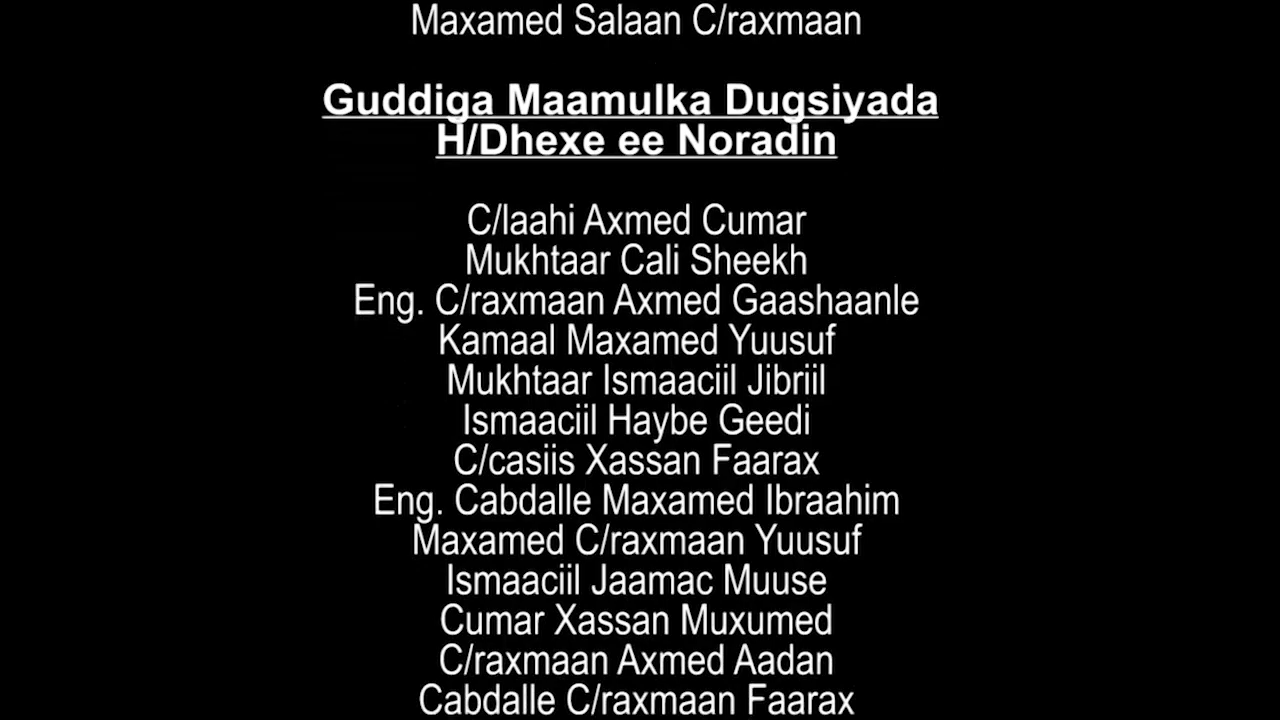 Maxamed Salaan C/raxmaan
Guddiga Maamulka Dugsiyada
H/Dhexe ee Noradin
C/laahi Axmed Cumar
Mukhtaar Cali Sheekh
Eng. C/raxmaan Axmed Gaashaanle
Kamaal Maxamed Yuusuf
Mukhtaar Ismaaciil Jibriil
Ismaaciil Haybe Geedi
C/casiis Xassan Faarax
Eng. Cabdalle Maxamed Ibraahim
Maxamed C/raxmaan Yuusuf
Ismaaciil Jaamac Muuse
Cumar Xassan Muxumed
C/raxmaan Axmed Aadan
Cabdalle C/raxmaan Faarax